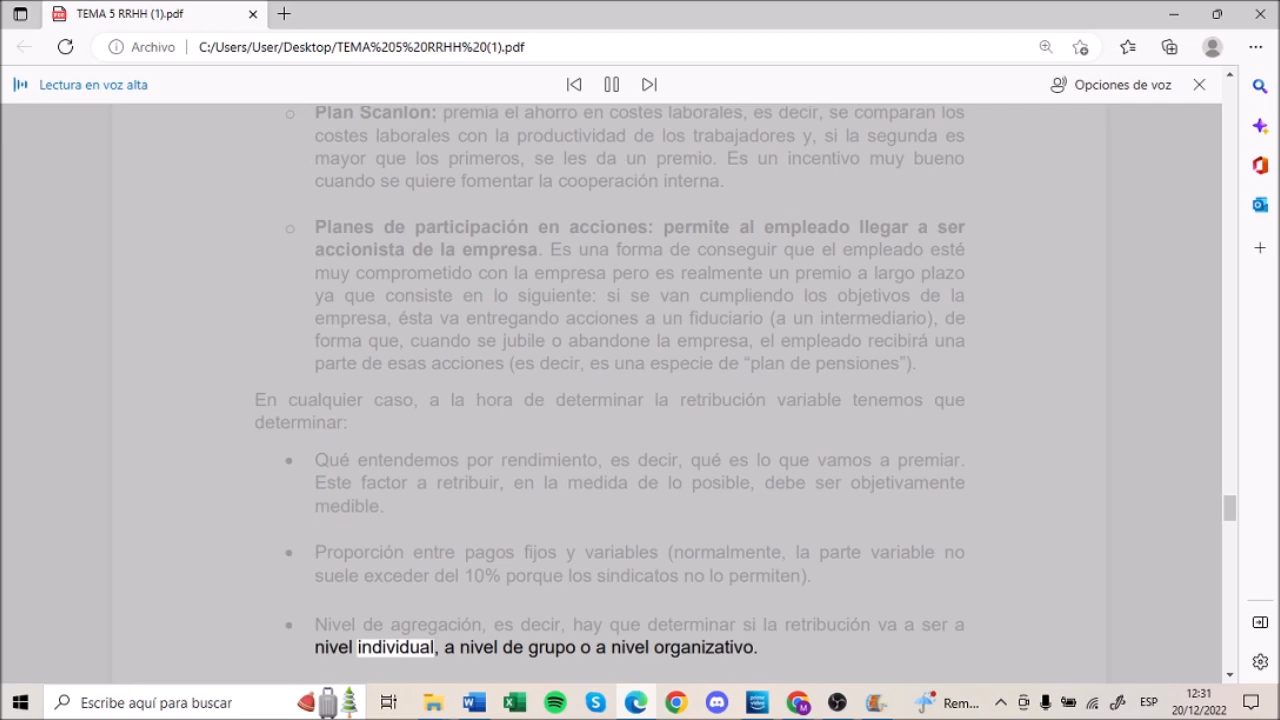 TEMA 5 RRHH (1).pdf
Archivo
C:/Users/User/Desktop/TEMA%205%20RRHH%20(1).pdf
Lectura en voz alta
Opciones de voz
Plan Scanlon: premia el ahorro en costes laborales, es decir, se comparan los
costes laborales con la productividad de los trabajadores y, si la segunda es
mayor que los primeros, se les da un premio. Es un incentivo muy bueno
cuando se quiere fomentar la cooperación interna.
Planes de participación en acciones: permite al empleado llegar a ser
accionista de la empresa. Es una forma de conseguir que el empleado esté
muy comprometido con la empresa pero es realmente un premio a largo plazo
ya que consiste en lo siguiente: si se van cumpliendo los objetivos de la
empresa, ésta va entregando acciones a un fiduciario (a un intermediario), de
forma que, cuando se jubile o abandone la empresa, el empleado recibirá una
parte de esas acciones (es decir, es una especie de “plan de pensiones”).
En cualquier caso, a la hora de determinar la retribución variable tenemos que
determinar:
Qué entendemos por rendimiento, es decir, qué es lo que vamos a premiar.
Este factor a retribuir, en la medida de lo posible, debe ser objetivamente
medible.
Proporción entre pagos fijos y variables (normalmente, la parte variable no
suele exceder del 10% porque los sindicatos no lo permiten).
Nivel de agregación, es decir, hay que determinar si la retribución va a ser a
nivel individual, a nivel de grupo o a nivel organizativo.
Escribe aquí para buscar
Rem...
ESP
12:31
20/12/2022